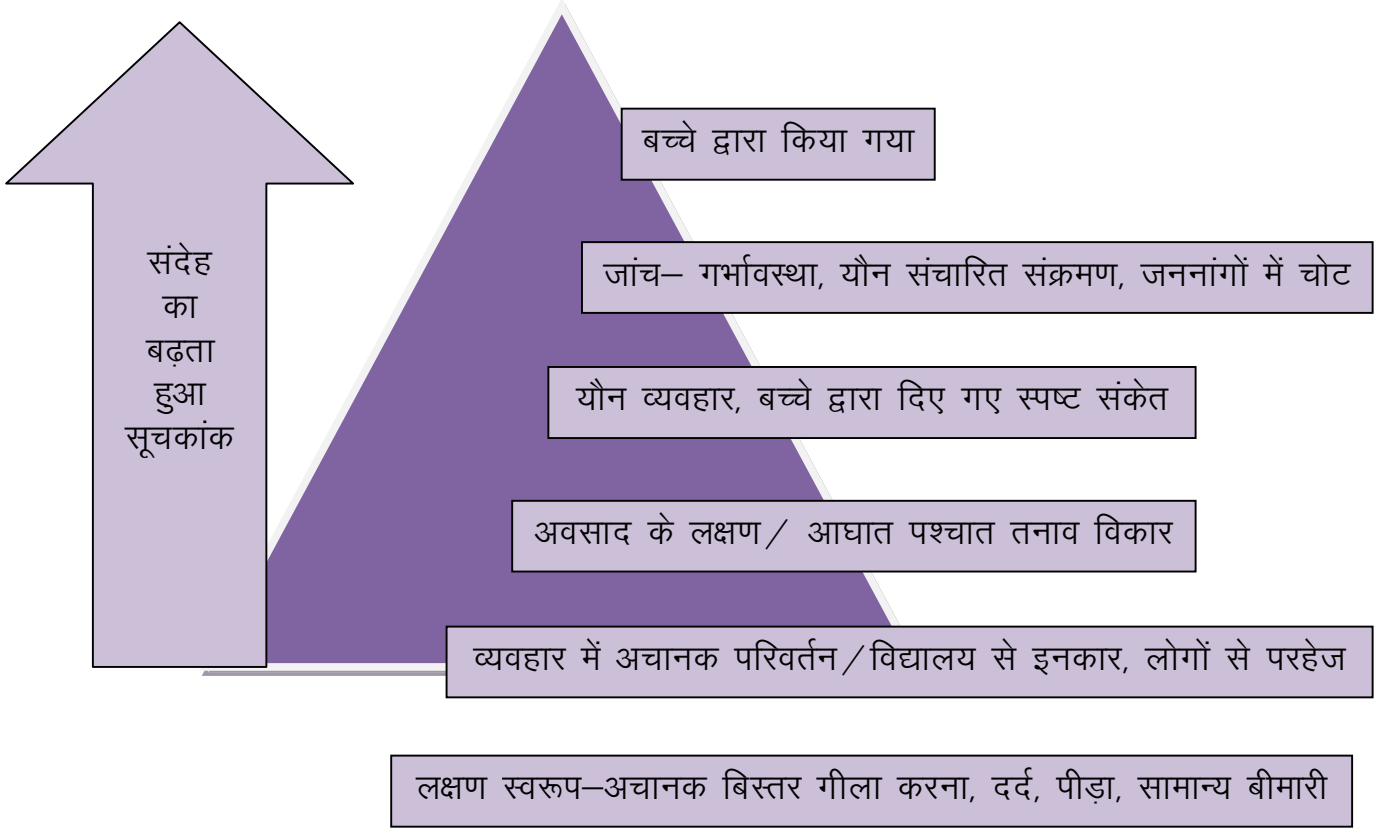 संदेह
का
बढ़ता
हुआ
सूचकांक
बच्चे द्वारा किया गया
जांच– गर्भावस्था, यौन संचारित संक्रमण, जननांगों में चोट
यौन व्यवहार, बच्चे द्वारा दिए गए स्पष्ट संकेत
अवसाद के लक्षण/ आघात पश्चात तनाव विकार
व्यवहार में अचानक परिवर्तन/विद्यालय से इनकार, लोगों से परहेज
लक्षण स्वरूप–अचानक बिस्तर गीला करना, दर्द, पीड़ा, सामान्य बीमारी